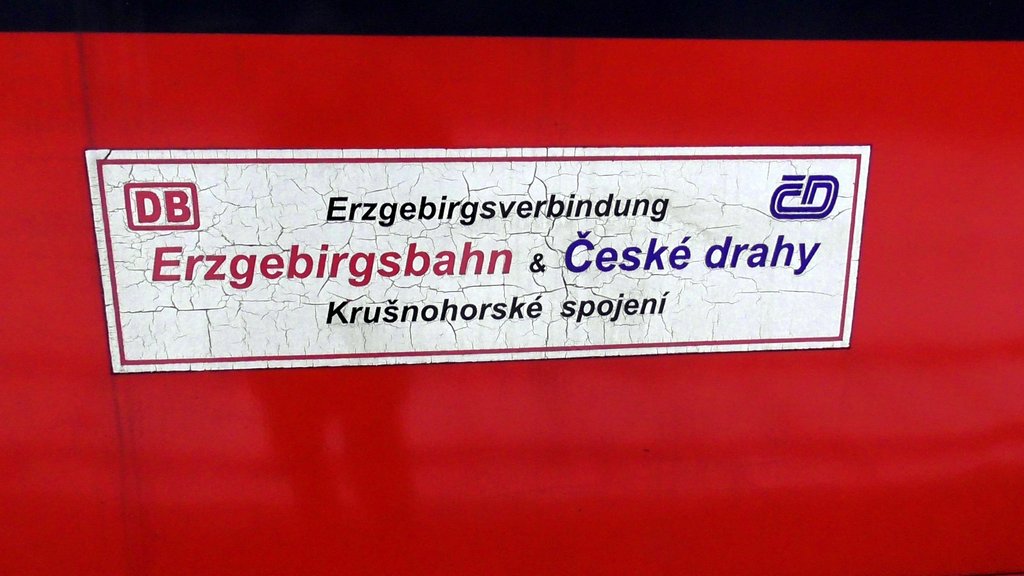 DB
ČD
Erzgebirgsverbindung
Erzgebirgsbahn & České drahy
Krušnohorské spojení